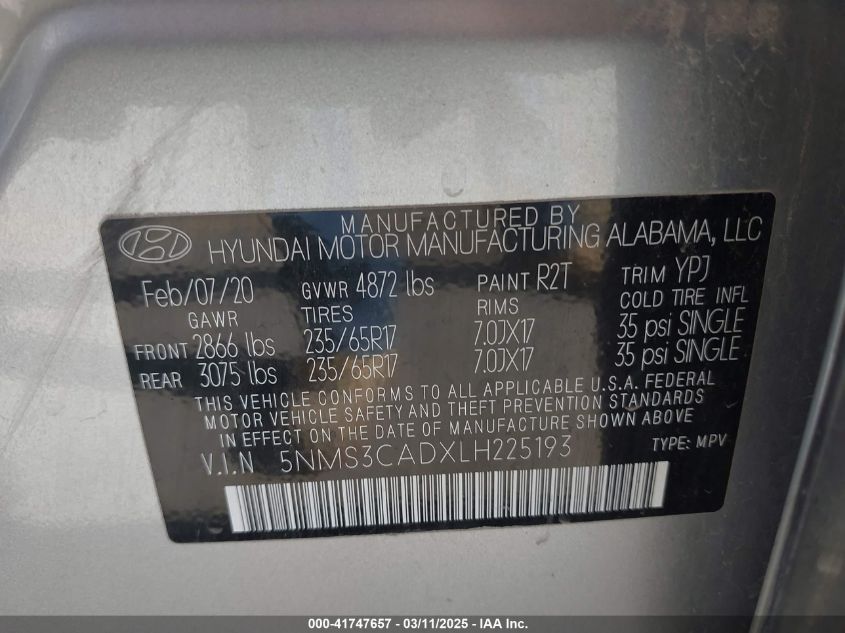 MANUFACTURED BY
HYUNDAI MOTOR MANUFACTURING ALABAMA, LLC
Feb/07/20 GVWR 4872 lbs PAINT R2T TRIM YPJ
GAWR TIRES RIMS COLD TIRE INFL
FRONT 2866 lbs 235/65R17 7.0JX17 35 psi SINGLE
REAR 3075 lbs 235/65R17 7.0JX17 35 psi SINGLE
THIS VEHICLE CONFORMS TO ALL APPLICABLE U.S.A. FEDERAL
MOTOR VEHICLE SAFETY AND THEFT PREVENTION STANDARDS
IN EFFECT ON THE DATE OF MANUFACTURE SHOWN ABOVE
V.I.N 5NMS3CADXLH225193 TYPE: MPV
000-41747657 - 03/11/2025 - IAA Inc.